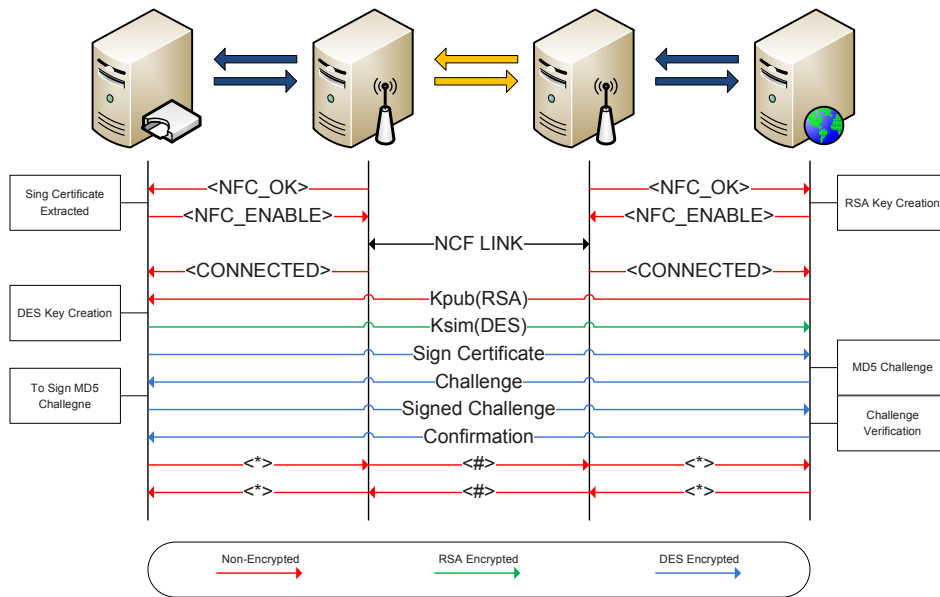 <NFC_OK>
<NFC_OK>
Sing Certificate
Extracted
RSA Key Creation
<NFC_ENABLE>
<NFC_ENABLE>
NCF LINK
<CONNECTED>
<CONNECTED>
Kpub(RSA)
DES Key Creation
Ksim(DES)
Sign Certificate
MD5 Challenge
Challenge
To Sign MD5
Challegne
Signed Challenge
Challenge
Verification
Confirmation
<*>
<#>
<*>
<*>
<#>
<*>
Non-Encrypted
RSA Encrypted
DES Encrypted